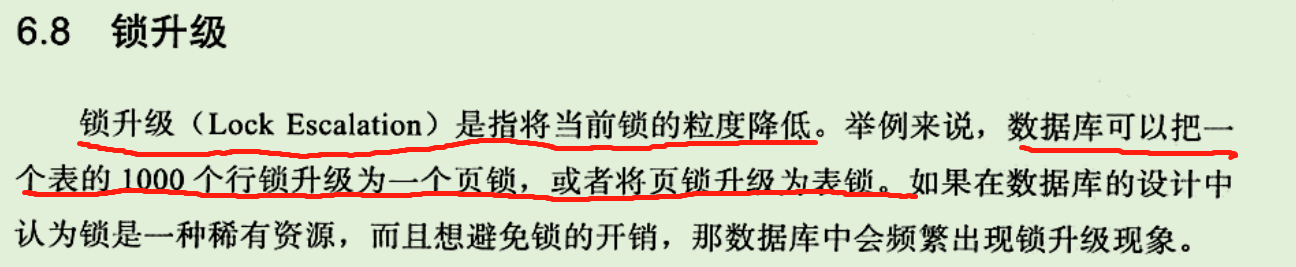 6.8 锁升级
锁升级（Lock Escalation）是指将当前锁的粒度降低。举例来说，数据库可以把一
个表的 1000 个行锁升级为一个页锁，或者将页锁升级为表锁。如果在数据库的设计中
认为锁是一种稀有资源，而且想避免锁的开销，那数据库中会频繁出现锁升级现象。